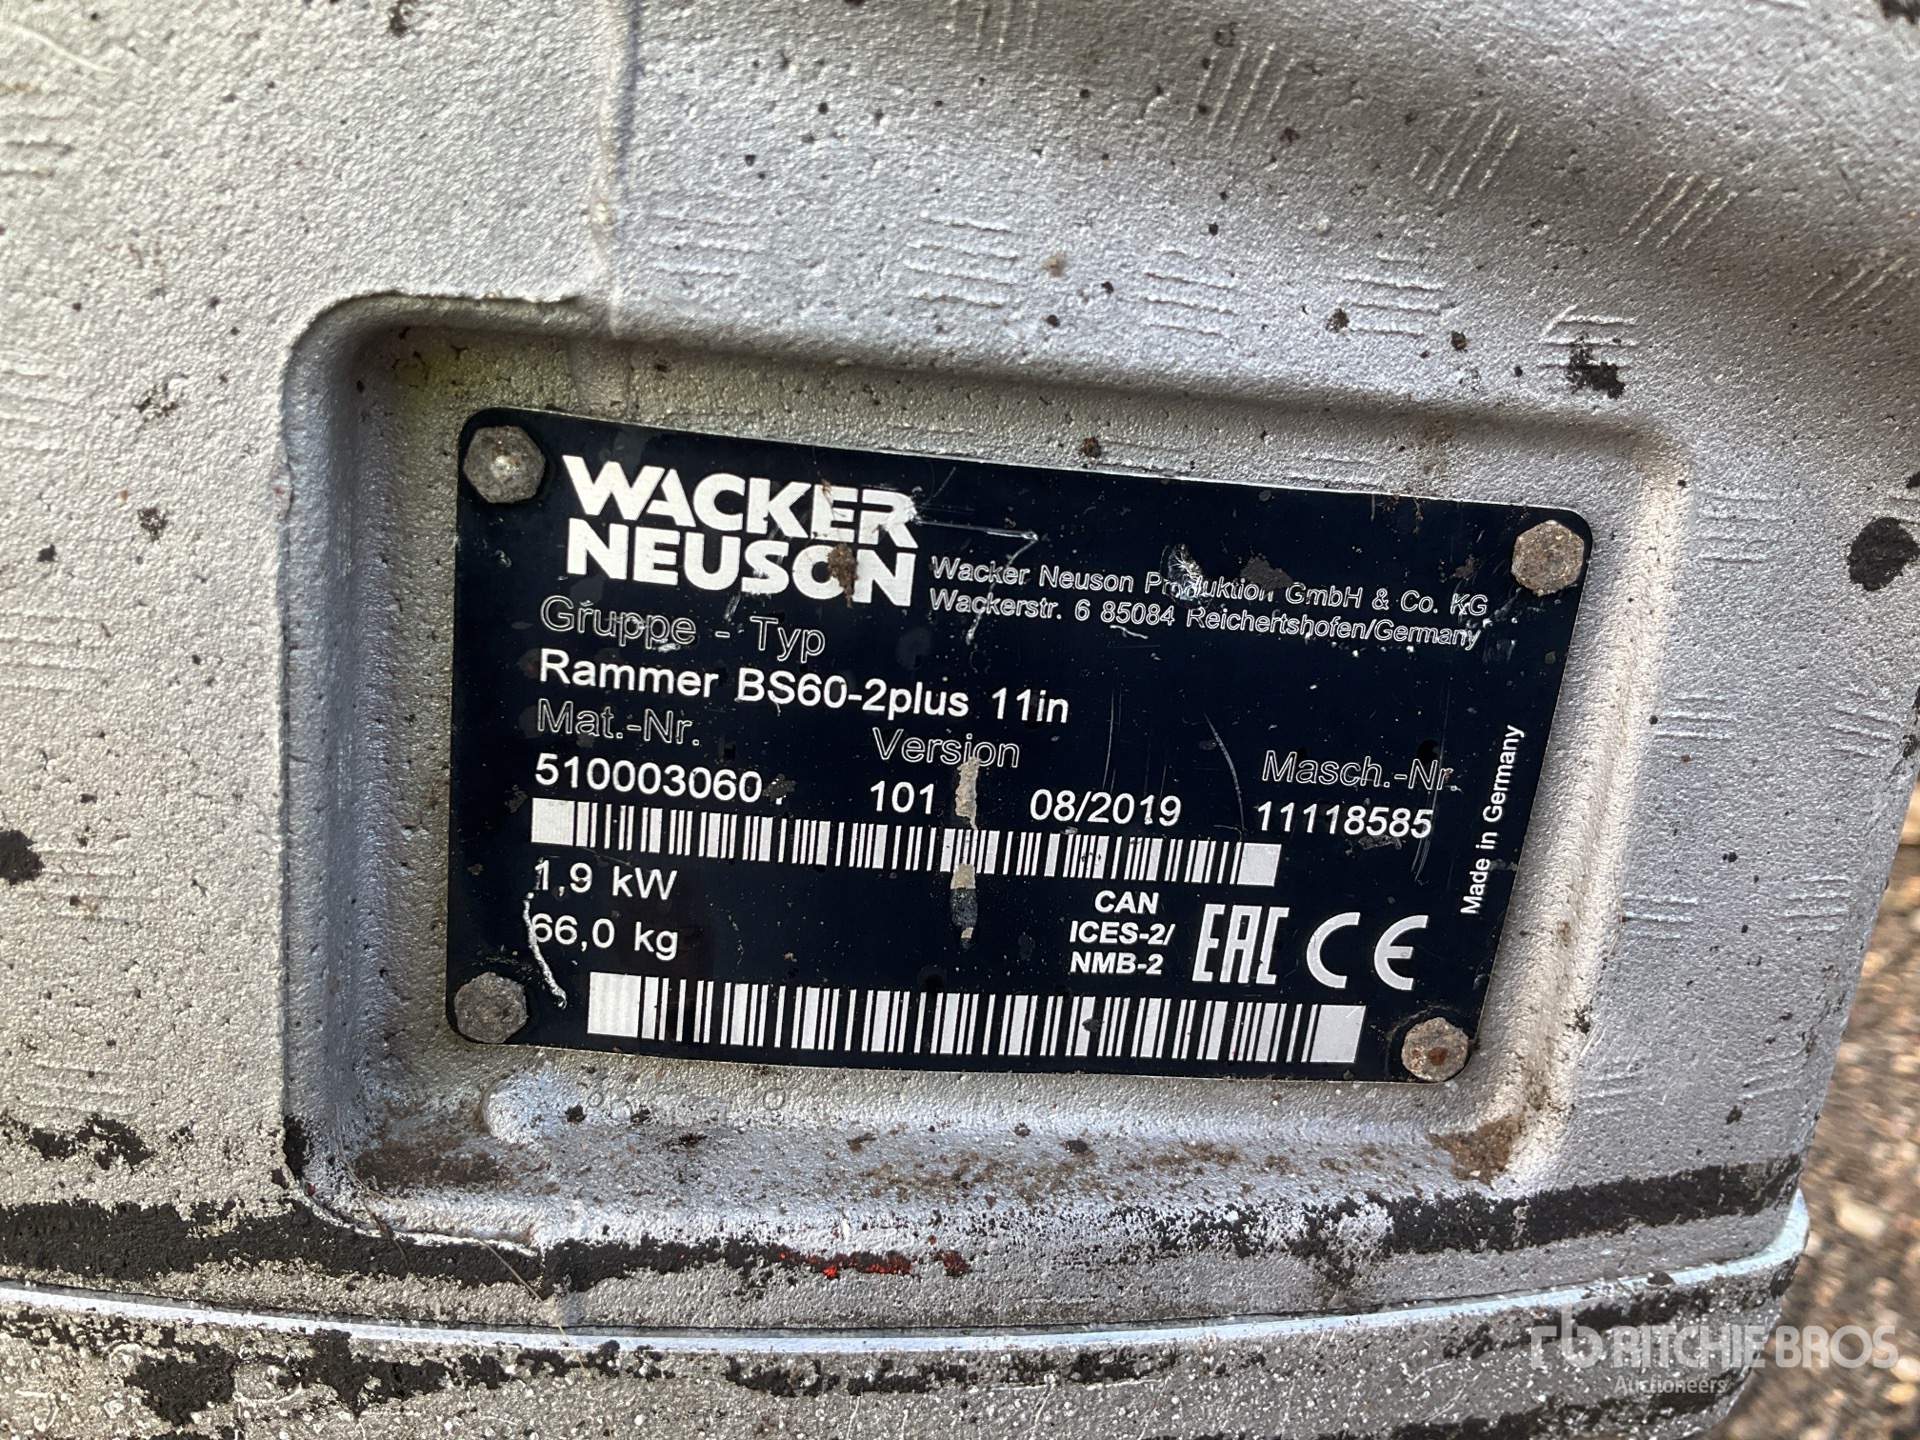 WACKER
NEUSON
Wacker Neuson Produktion GmbH & Co. KG
Wackerstr. 6 85084 Reichertshofen/Germany
Gruppe - Typ
Rammer BS60-2plus 11in
Mat.-Nr. Version Masch.-Nr.
5100030601 101 08/2019 11118585
1,9 kW
66,0 kg
CAN
ICES-2/
NMB-2
EAC CE
Made in Germany
rb RITCHIE BROS
Auctioneers